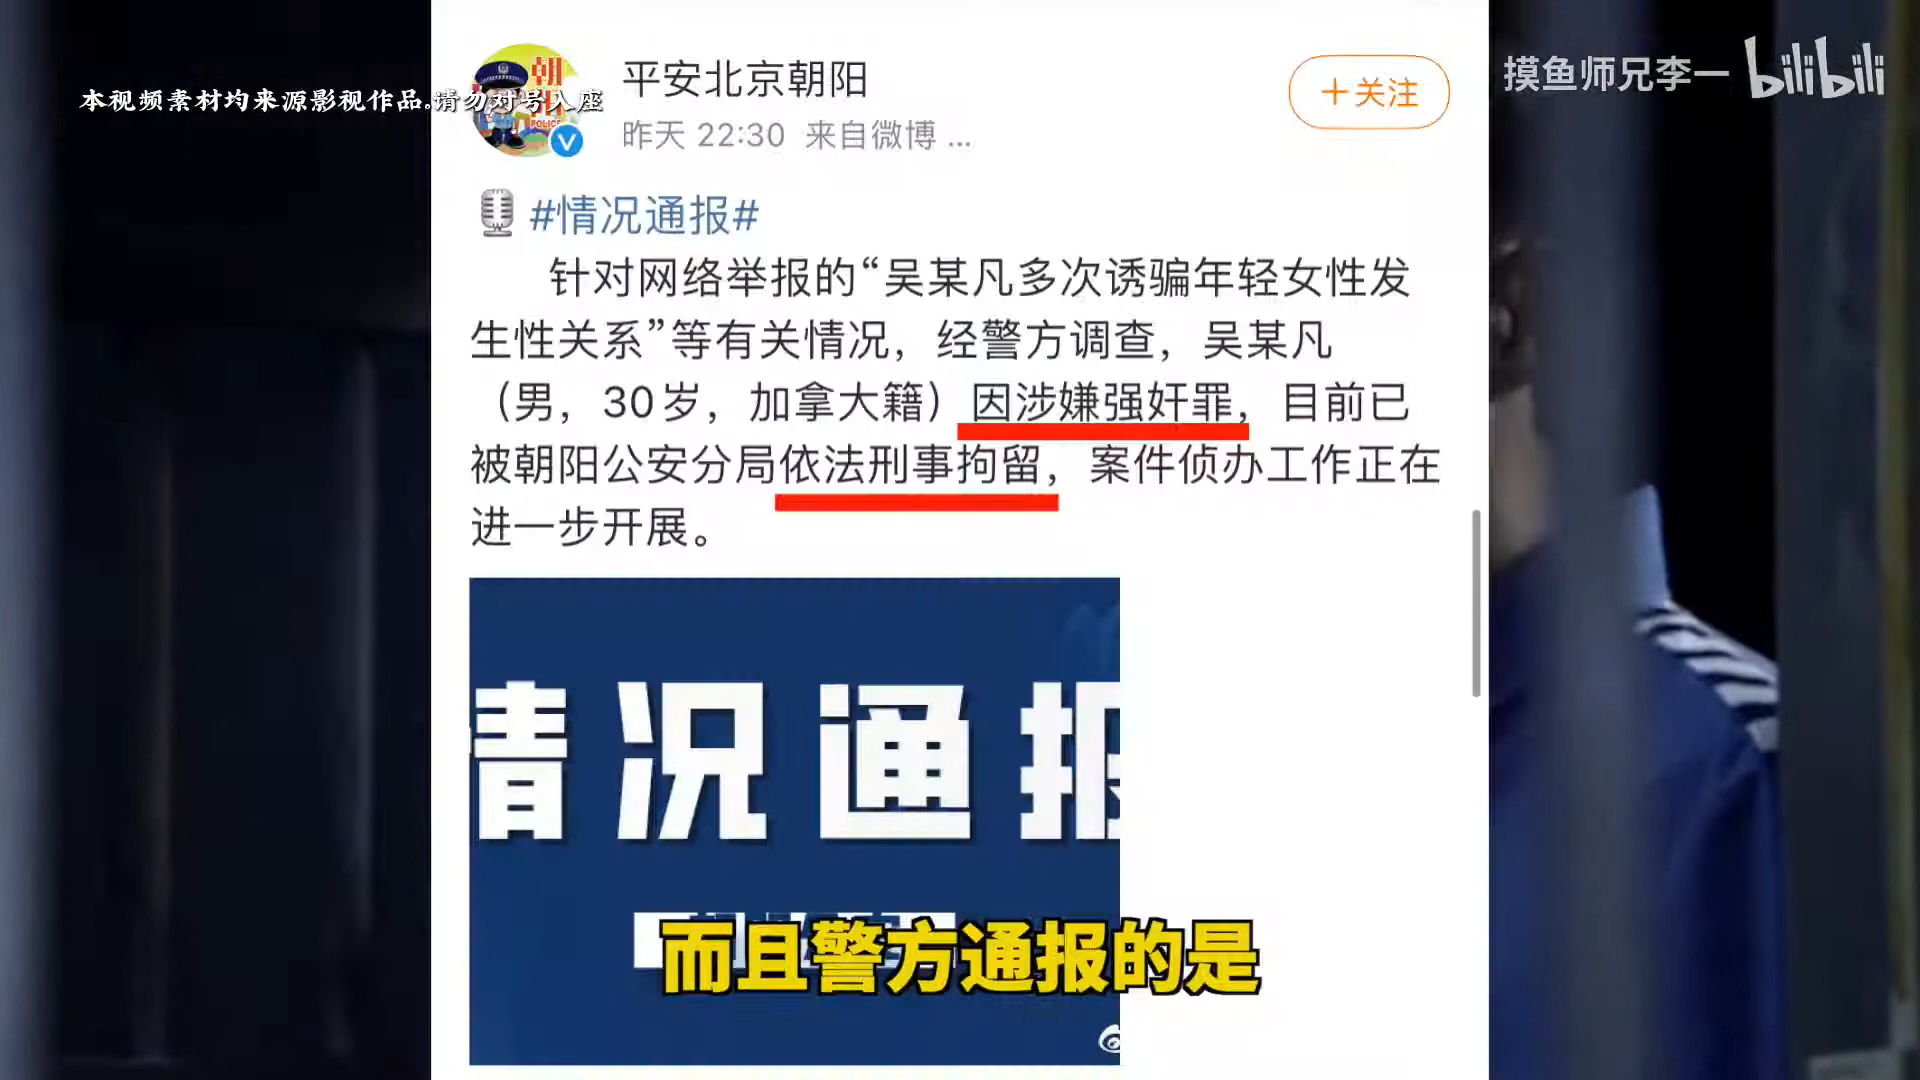 本视频素材均来源影视作品.请勿对号入座
摸鱼师兄李一 bilibili
平安北京朝阳
昨天 22:30 来自微博 ...
+关注
朝
POLICE
#情况通报#
针对网络举报的“吴某凡多次诱骗年轻女性发
生性关系”等有关情况，经警方调查，吴某凡
（男，30岁，加拿大籍）因涉嫌强奸罪，目前已
被朝阳公安分局依法刑事拘留，案件侦办工作正在
进一步开展。
情况通报
而且警方通报的是